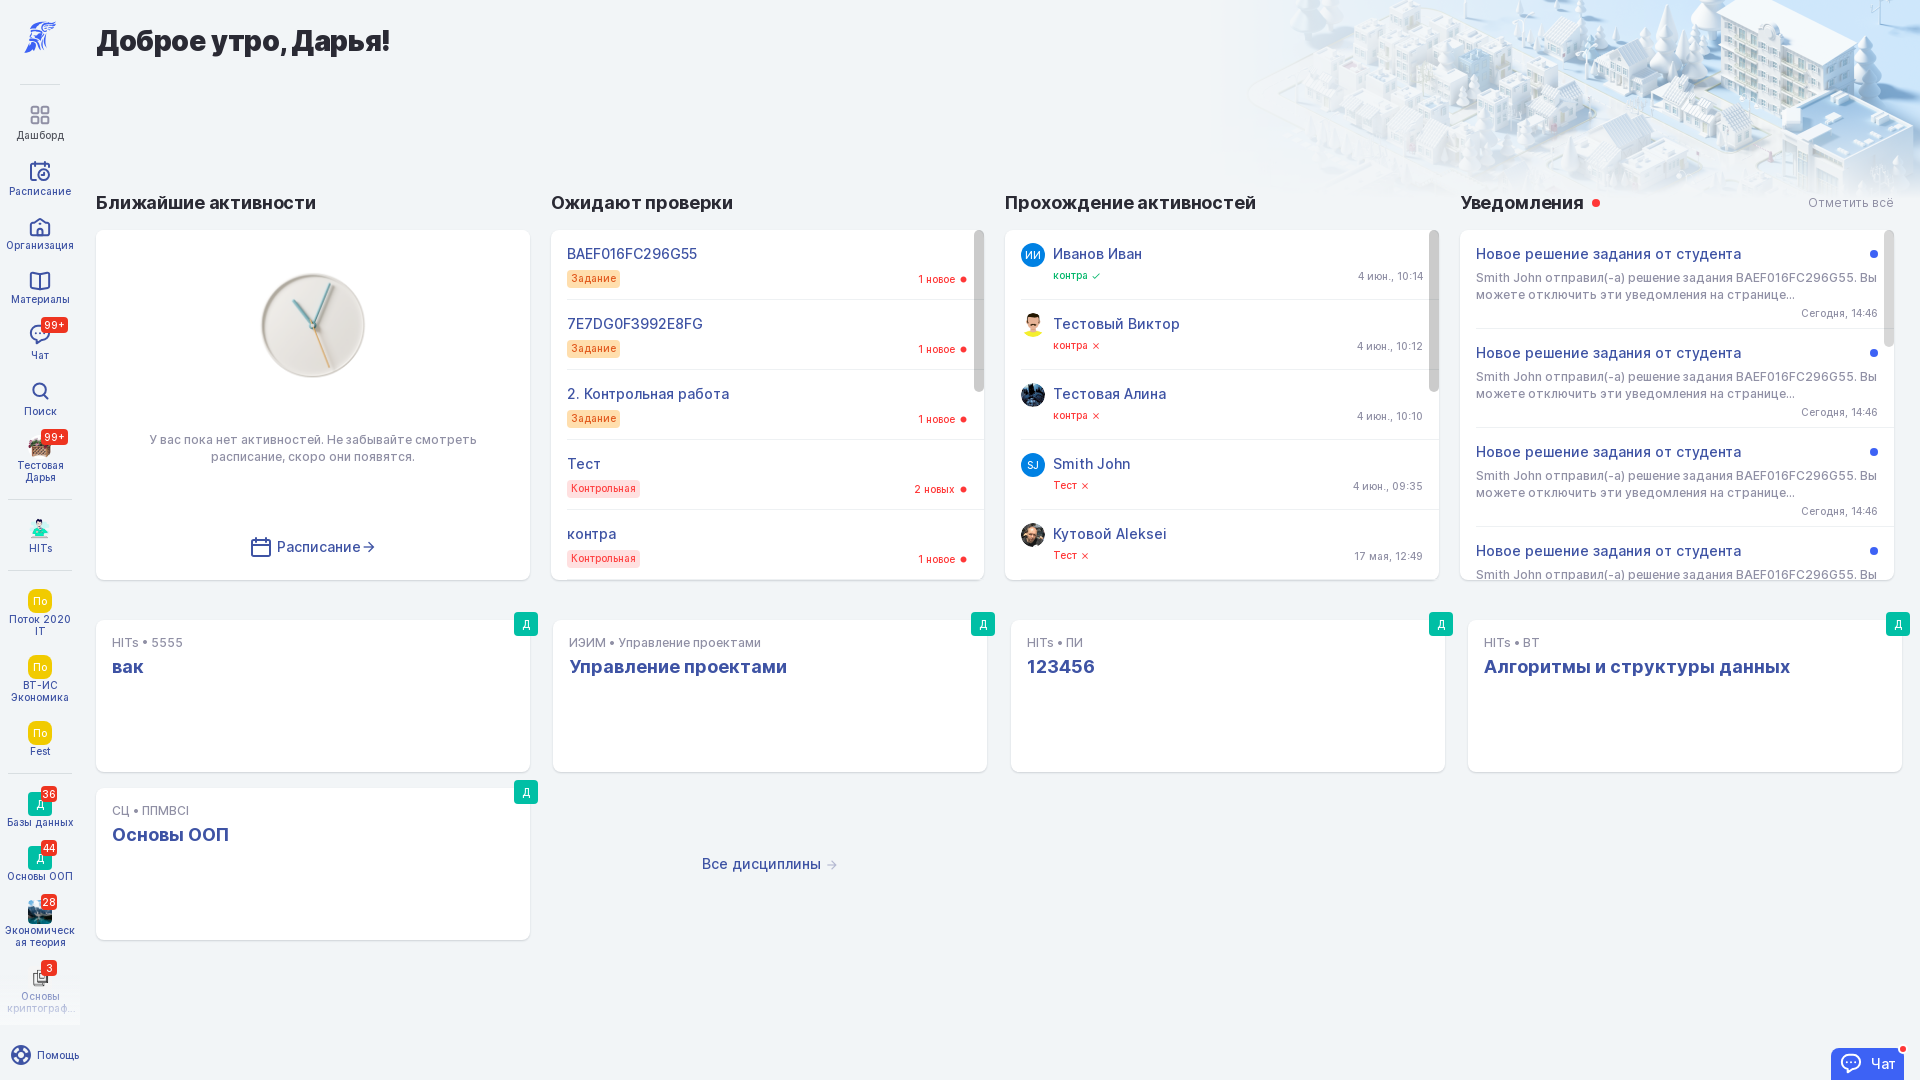 Доброе утро, Дарья!
Дашборд
Расписание
Организация
Материалы
99+
Чат
Поиск
99+
Тестовая
Дарья
HITs
По
Поток 2020
IT
По
ВТ-ИС
Экономика
По
Fest
36
Д
Базы данных
44
Д
Основы ООП
28
Экономическ
ая теория
3
Основы
криптограф...
Помощь
Ближайшие активности
У вас пока нет активностей. Не забывайте смотреть
расписание, скоро они появятся.
Расписание
Ожидают проверки
BAEF016FC296G55
Задание
1 новое
7E7DG0F3992E8FG
Задание
1 новое
2. Контрольная работа
Задание
1 новое
Тест
Контрольная
2 новых
контра
Контрольная
1 новое
Прохождение активностей
ИИ
Иванов Иван
контра
4 июн., 10:14
Тестовый Виктор
контра
4 июн., 10:12
Тестовая Алина
контра
4 июн., 10:10
SJ
Smith John
Тест
4 июн., 09:35
Кутовой Aleksei
Тест
17 мая, 12:49
Уведомления
Отметить всё
Новое решение задания от студента
Smith John отправил(-а) решение задания BAEF016FC296G55. Вы
можете отключить эти уведомления на странице...
Сегодня, 14:46
Новое решение задания от студента
Smith John отправил(-а) решение задания BAEF016FC296G55. Вы
можете отключить эти уведомления на странице...
Сегодня, 14:46
Новое решение задания от студента
Smith John отправил(-а) решение задания BAEF016FC296G55. Вы
можете отключить эти уведомления на странице...
Сегодня, 14:46
Новое решение задания от студента
Smith John отправил(-а) решение задания BAEF016FC296G55. Вы
Д
HITs • 5555
вак
Д
ИЭИМ • Управление проектами
Управление проектами
Д
HITs • ПИ
123456
Д
HITs • ВТ
Алгоритмы и структуры данных
Д
СЦ • ППМВСІ
Основы ООП
Все дисциплины
Чат